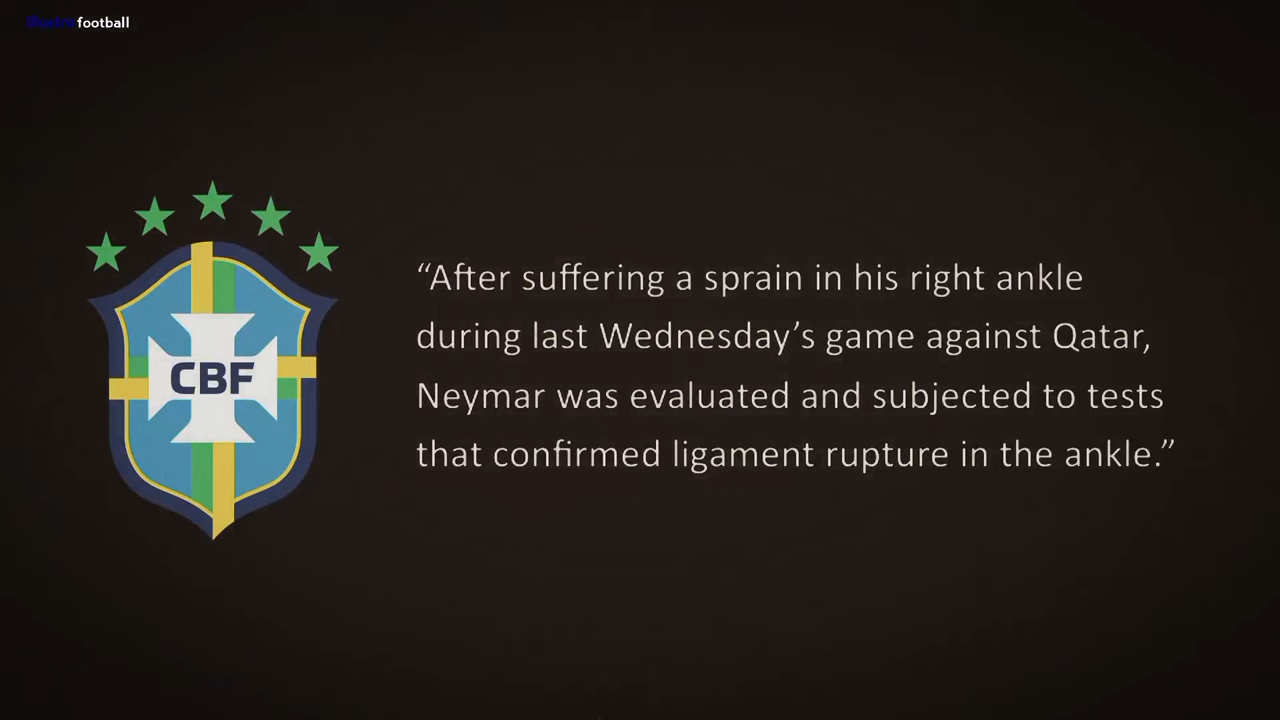 illustre football
CBF
“After suffering a sprain in his right ankle
during last Wednesday’s game against Qatar,
Neymar was evaluated and subjected to tests
that confirmed ligament rupture in the ankle.”